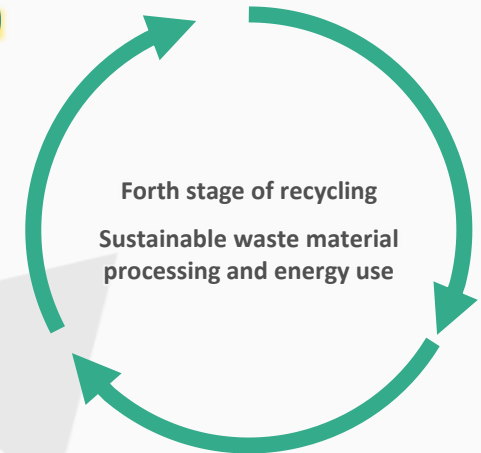 Forth stage of recycling
Sustainable waste material
processing and energy use